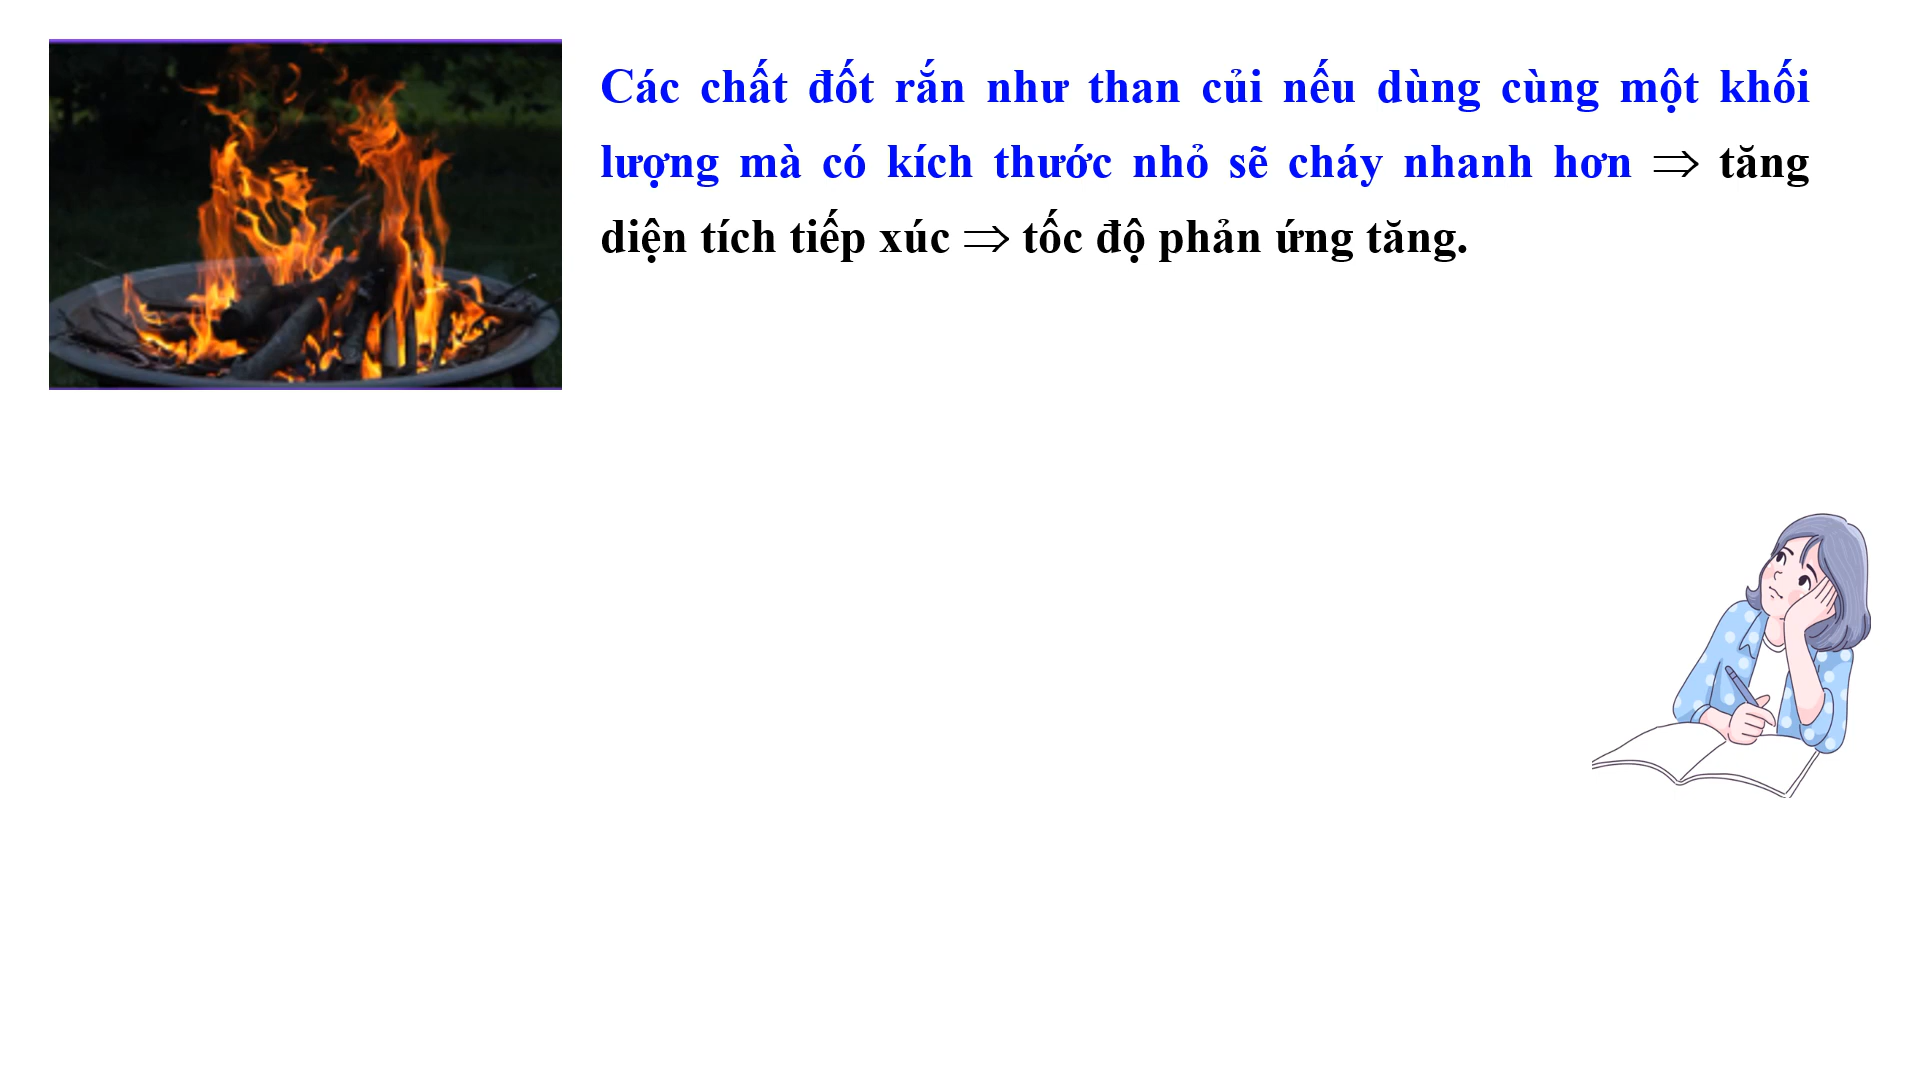 Các chất đốt rắn như than củi nếu dùng cùng một khối
lượng mà có kích thước nhỏ sẽ cháy nhanh hơn ⇒ tăng
diện tích tiếp xúc ⇒ tốc độ phản ứng tăng.